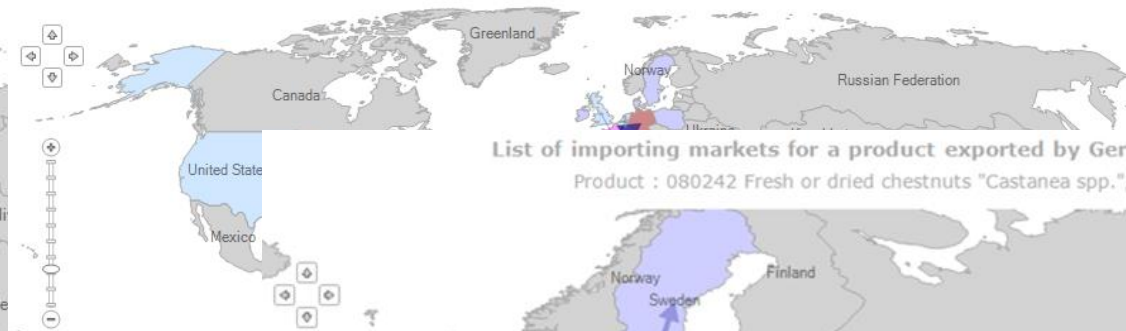 Greenland
Norway
Russian Federation
Canada
Ukraine
United State
List of importing markets for a product exported by Ger
Product : 080242 Fresh or dried chestnuts "Castanea spp.",
Mexico
Norway
Finland
Sweden